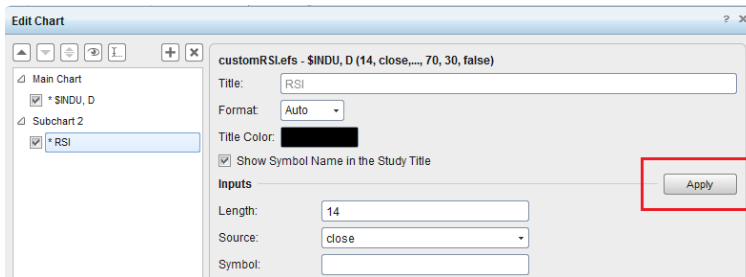 Edit Chart ? x
customRSI.efs - $INDU, D (14, close,..., 70, 30, false)
Main Chart
* $INDU, D
Subchart 2
* RSI
Title: RSI
Format: Auto
Title Color:
Show Symbol Name in the Study Title
Inputs Apply
Length: 14
Source: close
Symbol: